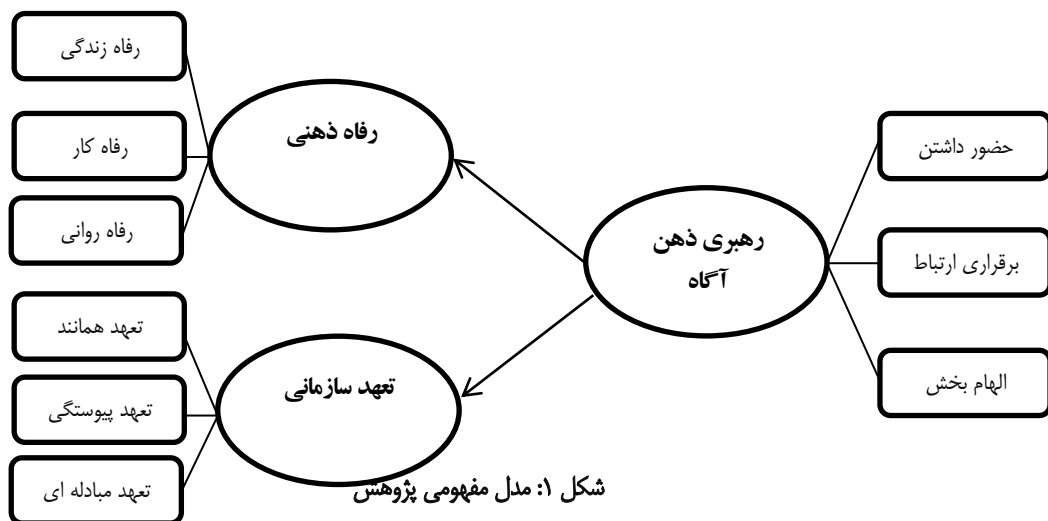 حضور داشتن
برقراری ارتباط
الهام بخش
رهبری ذهن
آگاه
رفاه ذهنی
رفاه زندگی
رفاه کار
رفاه روانی
تعهد سازمانی
تعهد همانند
تعهد پیوستگی
تعهد مبادله ای
شکل ۱: مدل مفهومی پژوهش